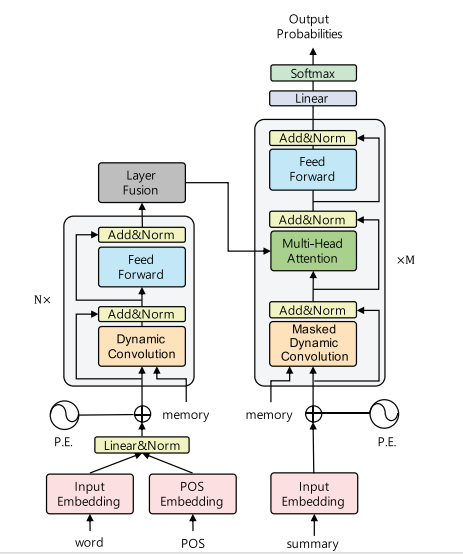 Output
Probabilities
Softmax
Linear
Add&Norm
Feed
Forward
Add&Norm
Multi-Head
Attention
Add&Norm
Masked
Dynamic
Convolution
×M
memory
P.E.
Input
Embedding
summary
Layer
Fusion
Add&Norm
Feed
Forward
Add&Norm
Dynamic
Convolution
N×
memory
P.E.
Linear&Norm
Input
Embedding
POS
Embedding
word
POS